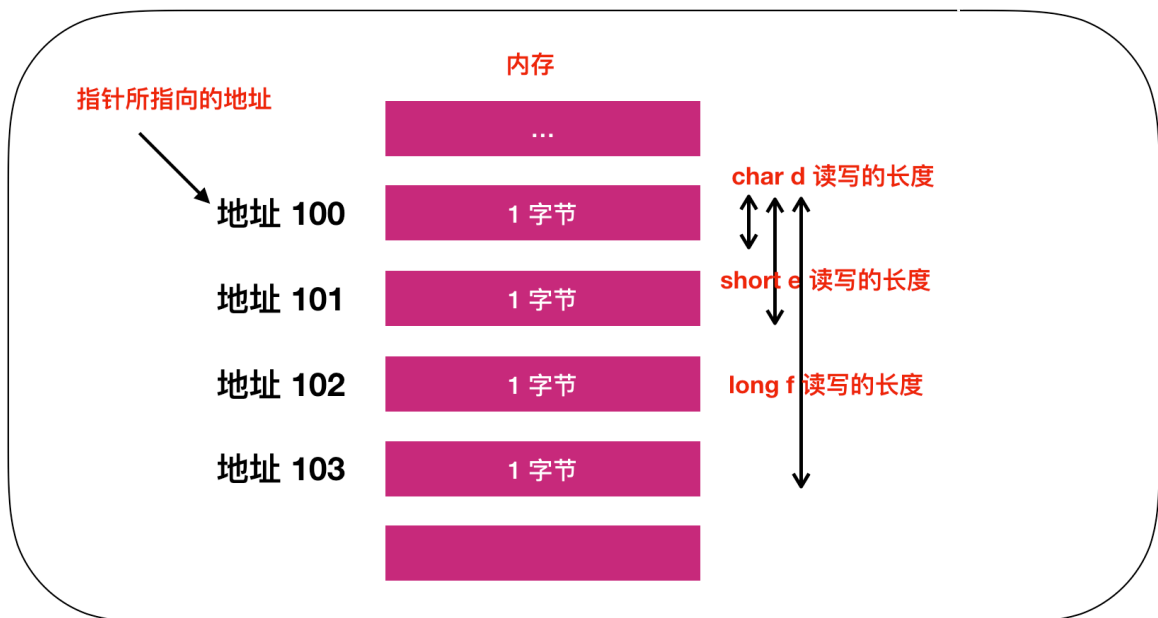 内存
指针所指向的地址
...
char d 读写的长度
地址 100
1 字节
short e 读写的长度
地址 101
1 字节
地址 102
1 字节
long f 读写的长度
地址 103
1 字节